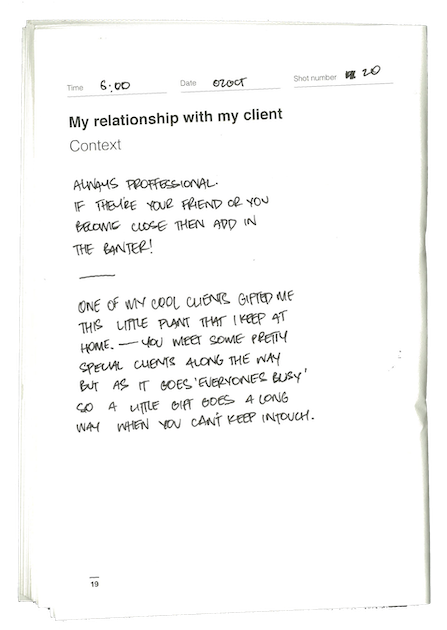 Time 6:00 Date 02OCT Shot number 20
My relationship with my client
Context
ALWAYS PROFFESSIONAL.
IF THEY'RE YOUR FRIEND OR YOU
BECOME CLOSE THEN ADD IN
THE BANTER!
ONE OF MY COOL CLIENTS GIFTED ME
THIS LITTLE PLANT THAT I KEEP AT
HOME. — YOU MEET SOME PRETTY
SPECIAL CLIENTS ALONG THE WAY
BUT AS IT GOES 'EVERYONES BUSY'
SO A LITTLE GIFT GOES A LONG
WAY WHEN YOU CAN'T KEEP INTOUCH.
19